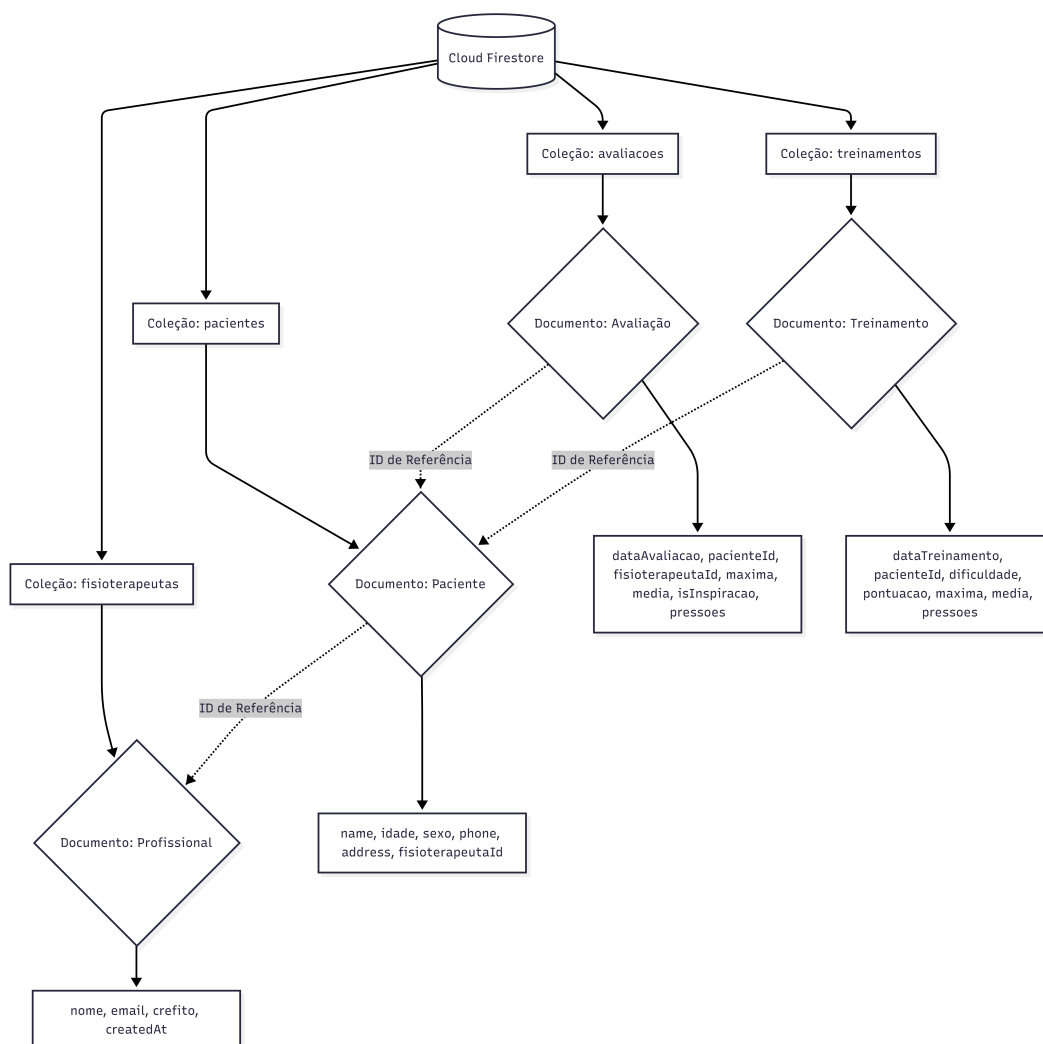 Cloud Firestore
Coleção: avaliacoes
Coleção: treinamentos
Coleção: pacientes
Documento: Avaliação
Documento: Treinamento
ID de Referência
ID de Referência
Coleção: fisioterapeutas
Documento: Paciente
dataAvaliacao, pacienteId,
fisioterapeutaId, maxima,
media, isInspiracao,
pressoes
dataTreinamento,
pacienteId, dificuldade,
pontuacao, maxima, media,
pressoes
ID de Referência
Documento: Profissional
name, idade, sexo, phone,
address, fisioterapeutaId
nome, email, crefito,
createdAt